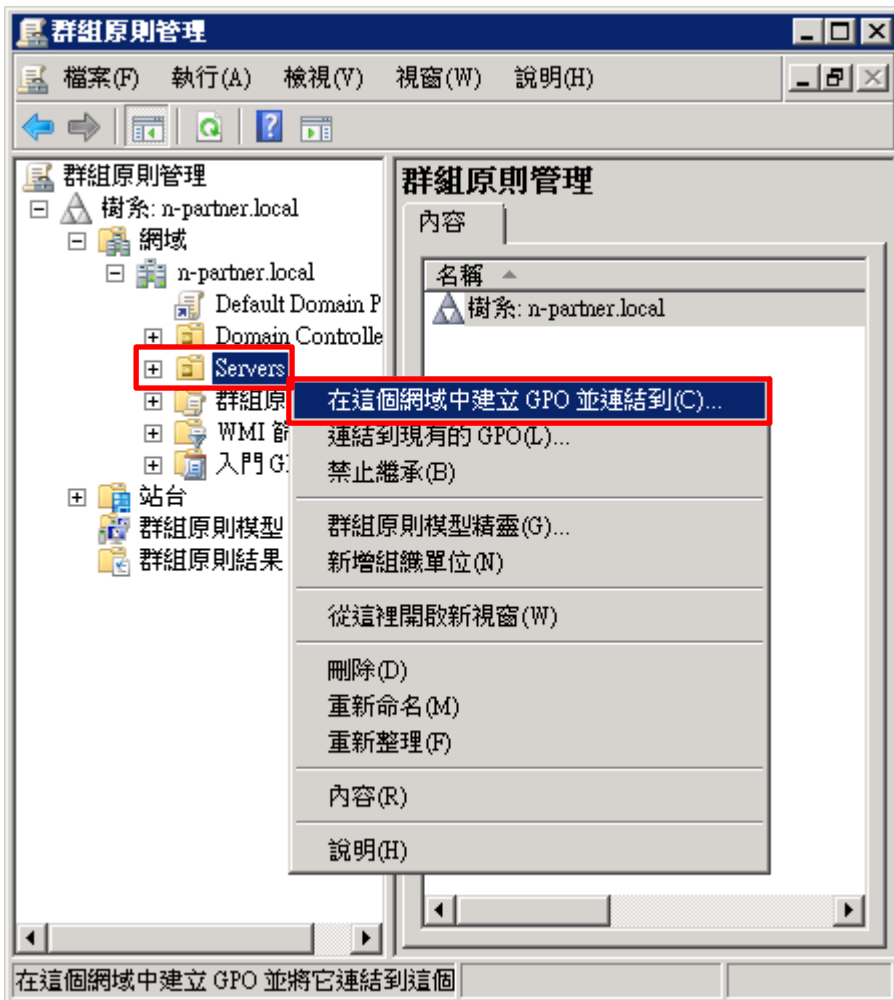 群組原則管理
檔案(F) 執行(A) 檢視(V) 視窗(W) 說明(H)
群組原則管理
樹系: n-partner.local
網域
n-partner.local
Default Domain P
Domain Controlle
Servers
群組原
WMI 節
入門 G
站台
群組原則模型
群組原則結果
群組原則管理
內容
名稱
樹系: n-partner.local
在這個網域中建立 GPO 並連結到(C)...
連結到現有的 GPO(L)...
禁止繼承(B)
群組原則模型精靈(G)...
新增組織單位(N)
從這裡開啟新視窗(W)
刪除(D)
重新命名(M)
重新整理(F)
內容(R)
說明(H)
在這個網域中建立 GPO 並將它連結到這個